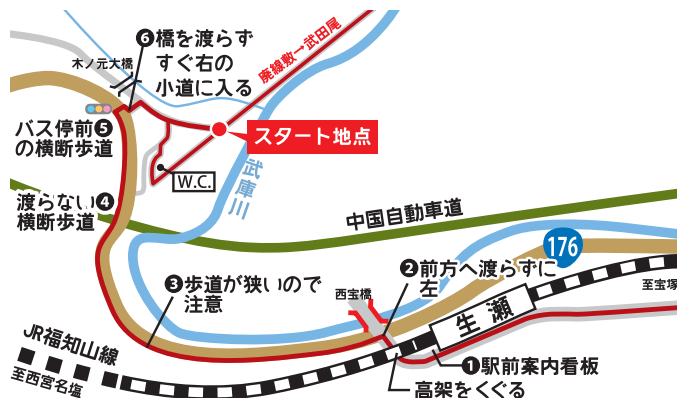 ❻橋を渡らず
すぐ右の
小道に入る
木ノ元大橋
廃線敷→武田尾
スタート地点
バス停前❺
の横断歩道
W.C.
武庫川
渡らない❹
横断歩道
中国自動車道
176
❷前方へ渡らずに
左
❸歩道が狭いので
注意
西宝橋
至宝塚
生瀬
JR福知山線
至西宮名塩
❶駅前案内看板
高架をくぐる